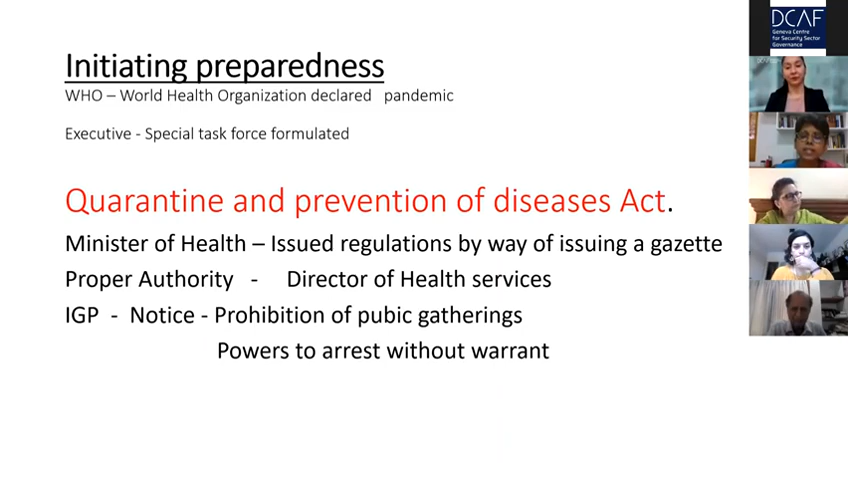 Initiating preparedness
WHO – World Health Organization declared pandemic
Executive - Special task force formulated
Quarantine and prevention of diseases Act.
Minister of Health – Issued regulations by way of issuing a gazette
Proper Authority - Director of Health services
IGP - Notice - Prohibition of pubic gatherings
Powers to arrest without warrant
DCAF
Geneva Centre
for Security Sector
Governance